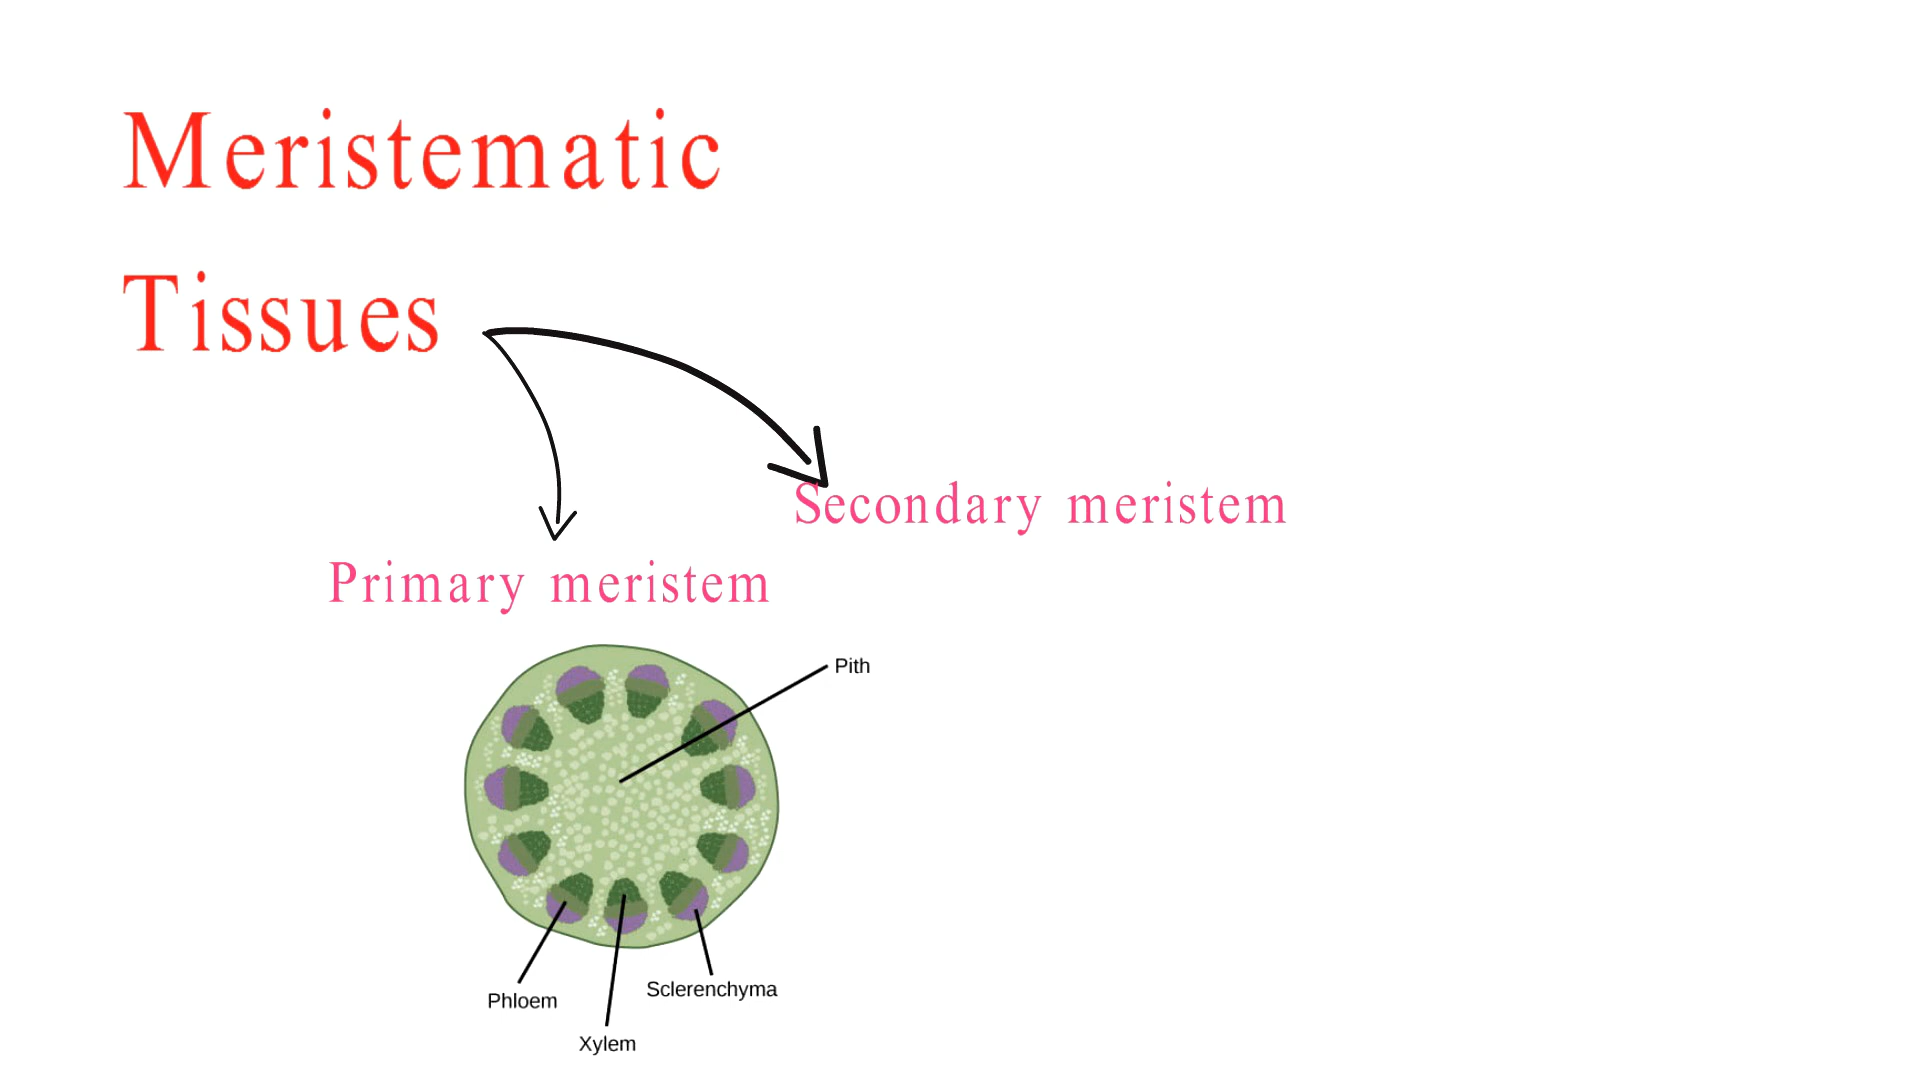 Meristematic
Tissues
Secondary meristem
Primary meristem
Pith
Sclerenchyma
Phloem
Xylem